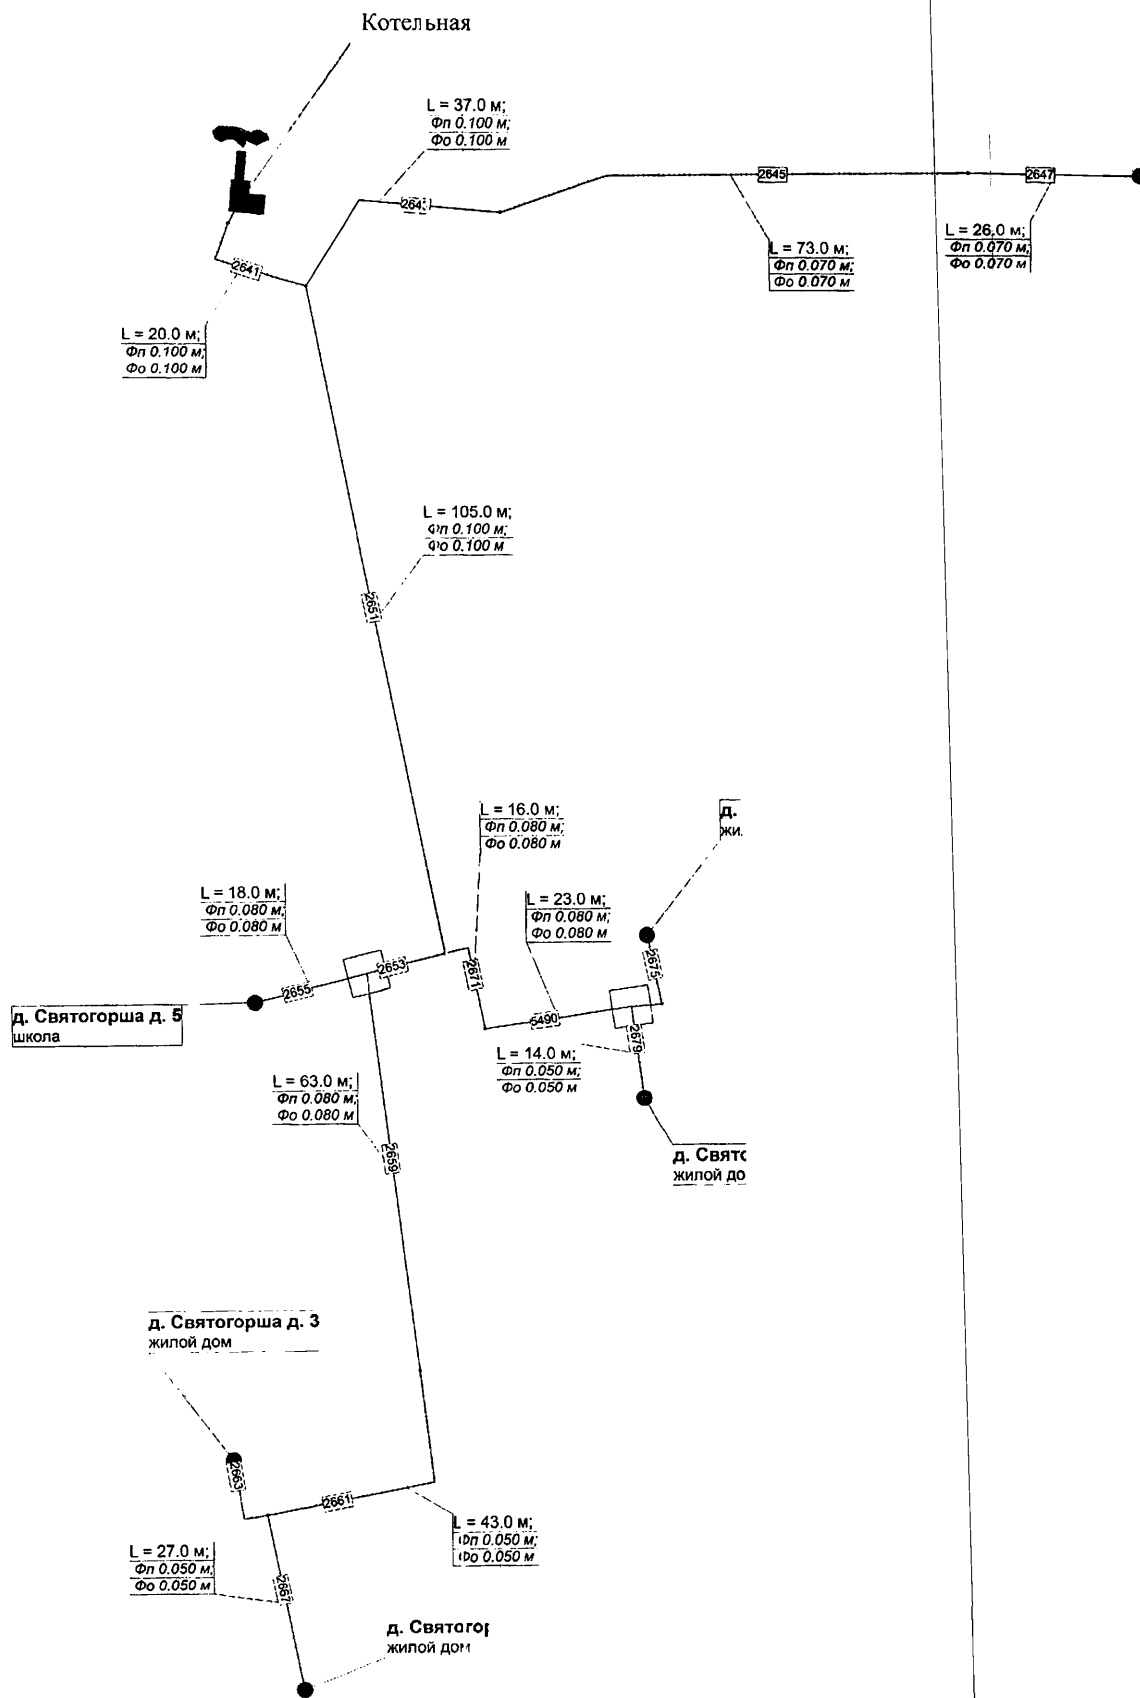 Котельная
L = 37.0 м;
Фп 0.100 м;
Фо 0.100 м
2645
2647
L = 26.0 м;
Фп 0.070 м;
Фо 0.070 м
L = 73.0 м;
Фп 0.070 м;
Фо 0.070 м
2641
L = 20.0 м;
Фп 0.100 м;
Фо 0.100 м
L = 105.0 м;
Фп 0.100 м;
Фо 0.100 м
2651
L = 16.0 м;
Фп 0.080 м;
Фо 0.080 м
д.
жи.
L = 18.0 м;
Фп 0.080 м;
Фо 0.080 м
L = 23.0 м;
Фп 0.080 м;
Фо 0.080 м
2653
2671
2655
5490
2679
д. Святогорша д. 5
школа
L = 14.0 м;
Фп 0.050 м;
Фо 0.050 м
L = 63.0 м;
Фп 0.080 м;
Фо 0.080 м
2659
д. Святс
жилой до
д. Святогорша д. 3
жилой дом
2663
2661
L = 43.0 м;
Фп 0.050 м;
Фо 0.050 м
L = 27.0 м;
Фп 0.050 м;
Фо 0.050 м
2667
д. Святогор
жилой дом